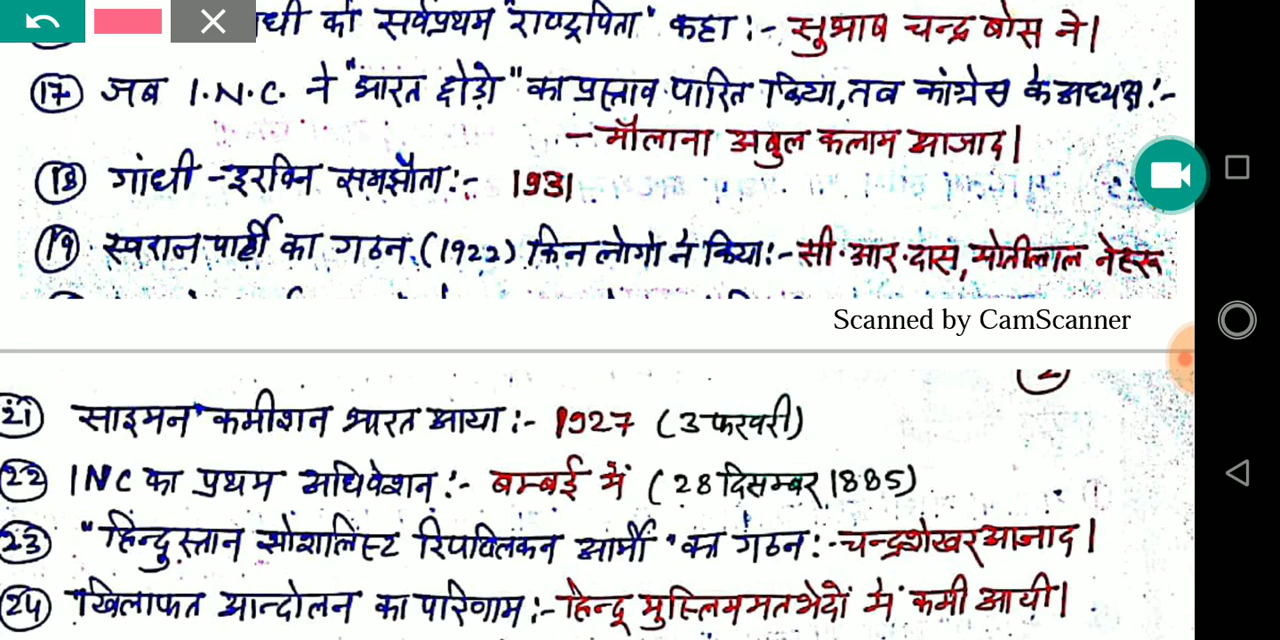 धी को सर्वप्रथम "राष्ट्रपिता" कहा :- सुभाष चन्द्र बोस ने।
(17) जब I.N.C. ने "भारत छोड़ो" का प्रस्ताव पारित किया, तब कांग्रेस के अध्यक्ष :-
- मौलाना अबुल कलाम आजाद।
(18) गांधी - इरविन समझौता :- 1931
(19) स्वराज पार्टी का गठन (1922) किन लोगो ने किया :- सी.आर.दास, मोतीलाल नेहरू
Scanned by CamScanner
(21) साइमन कमीशन भारत आया :- 1927 (3 फरवरी)
(22) INC का प्रथम अधिवेशन :- बम्बई में (28 दिसम्बर 1885)
(23) "हिन्दुस्तान सोशलिस्ट रिपब्लिकन आर्मी" का गठन :- चन्द्रशेखर आजाद।
(24) "खिलाफत आन्दोलन का परिणाम :- हिन्दू मुस्लिम मतभेदों में कमी आयी।